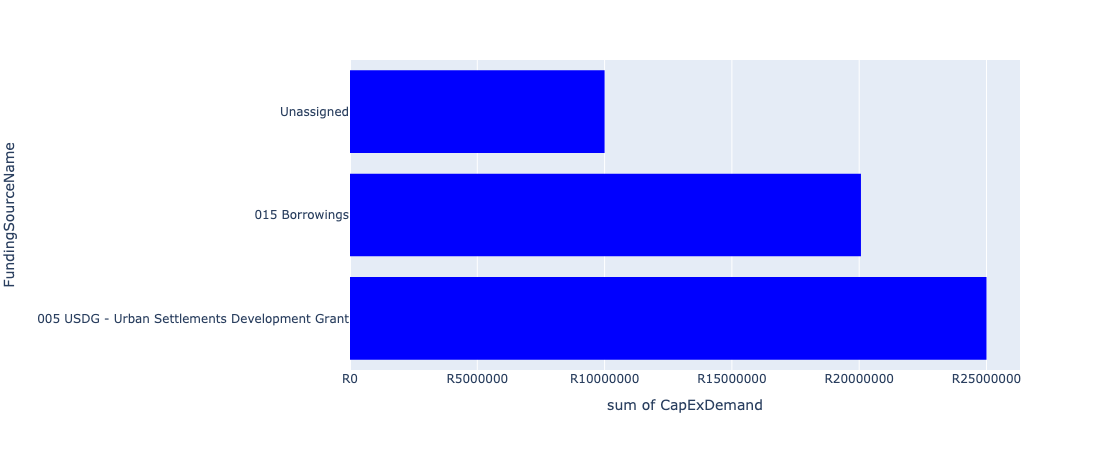 FundingSourceName
Unassigned
015 Borrowings
005 USDG - Urban Settlements Development Grant
R0 R5000000 R10000000 R15000000 R20000000 R25000000
sum of CapExDemand